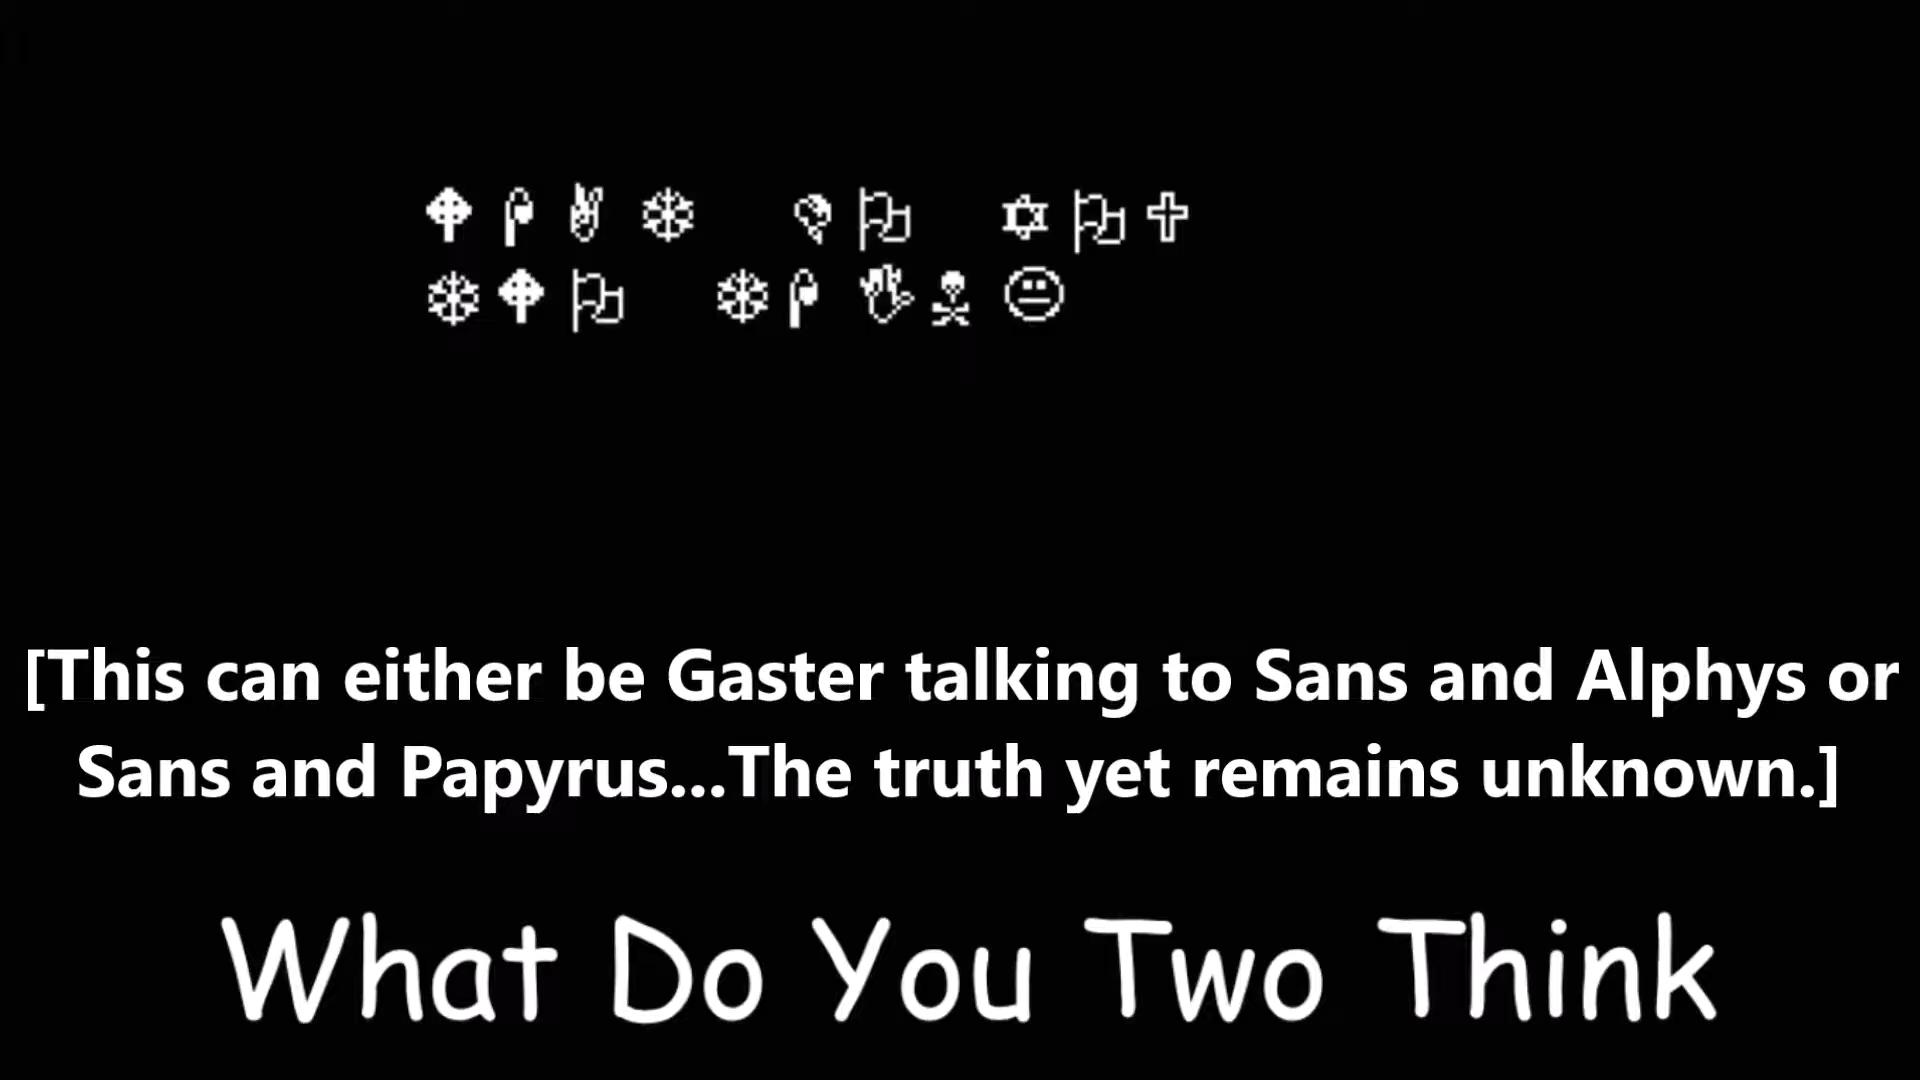 🕈☟✌❄ 👎⚐ ✡⚐🕆
❄🕈⚐ ❄☟✋☠😐
[This can either be Gaster talking to Sans and Alphys or
Sans and Papyrus...The truth yet remains unknown.]
What Do You Two Think